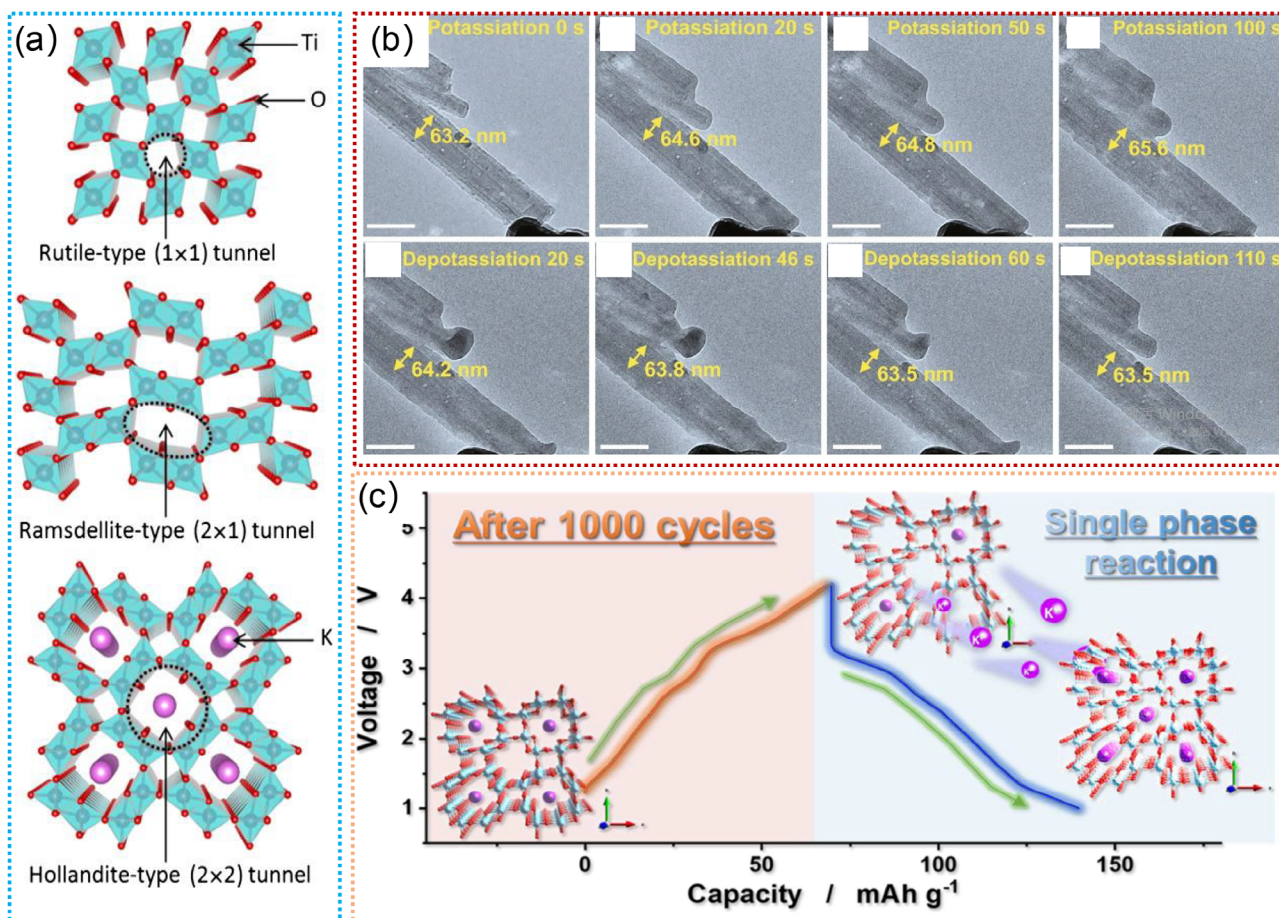 (a)
Ti
O
Rutile-type (1×1) tunnel
Ramsdellite-type (2×1) tunnel
K
Hollandite-type (2×2) tunnel
(b)
Potassiation 0 s
63.2 nm
Potassiation 20 s
64.6 nm
Potassiation 50 s
64.8 nm
Potassiation 100 s
65.6 nm
Depotassiation 20 s
64.2 nm
Depotassiation 46 s
63.8 nm
Depotassiation 60 s
63.5 nm
Depotassiation 110 s
63.5 nm
Window
(c)
After 1000 cycles
Single phase
reaction
K
K
K
K
Voltage / V
5
4
3
2
1
0
50
100
150
Capacity / mAh g⁻¹